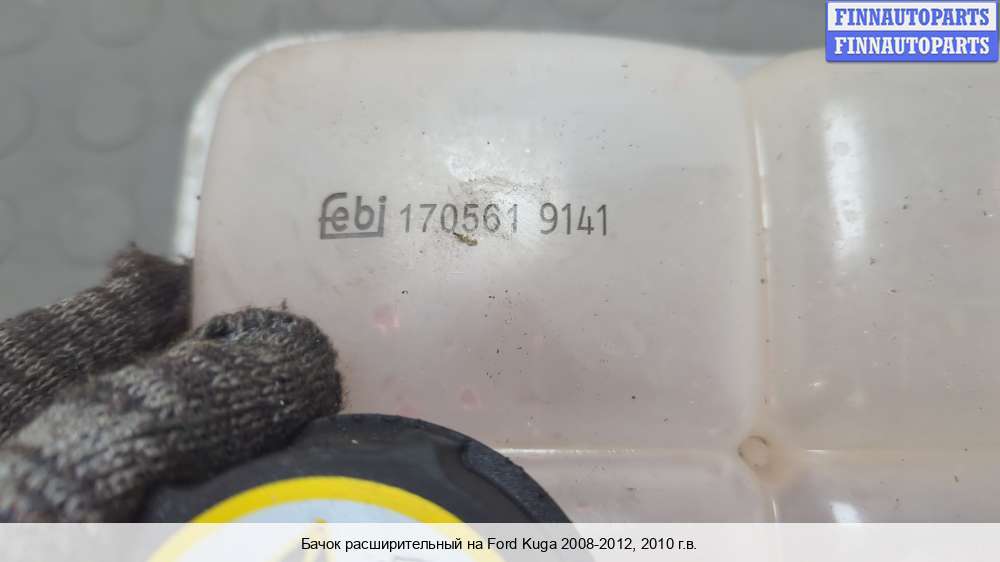 FINNAUTOPARTS
FINNAUTOPARTS
febi 170561 9141
Бачок расширительный на Ford Kuga 2008-2012, 2010 г.в.